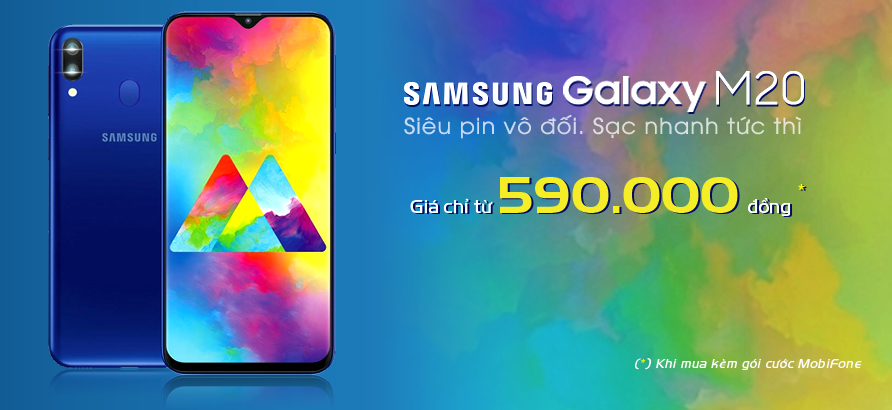 SAMSUNG
SAMSUNG Galaxy M20
Siêu pin vô đối. Sạc nhanh tức thì
Giá chỉ từ 590.000 đồng *
(*) Khi mua kèm gói cước MobiFone